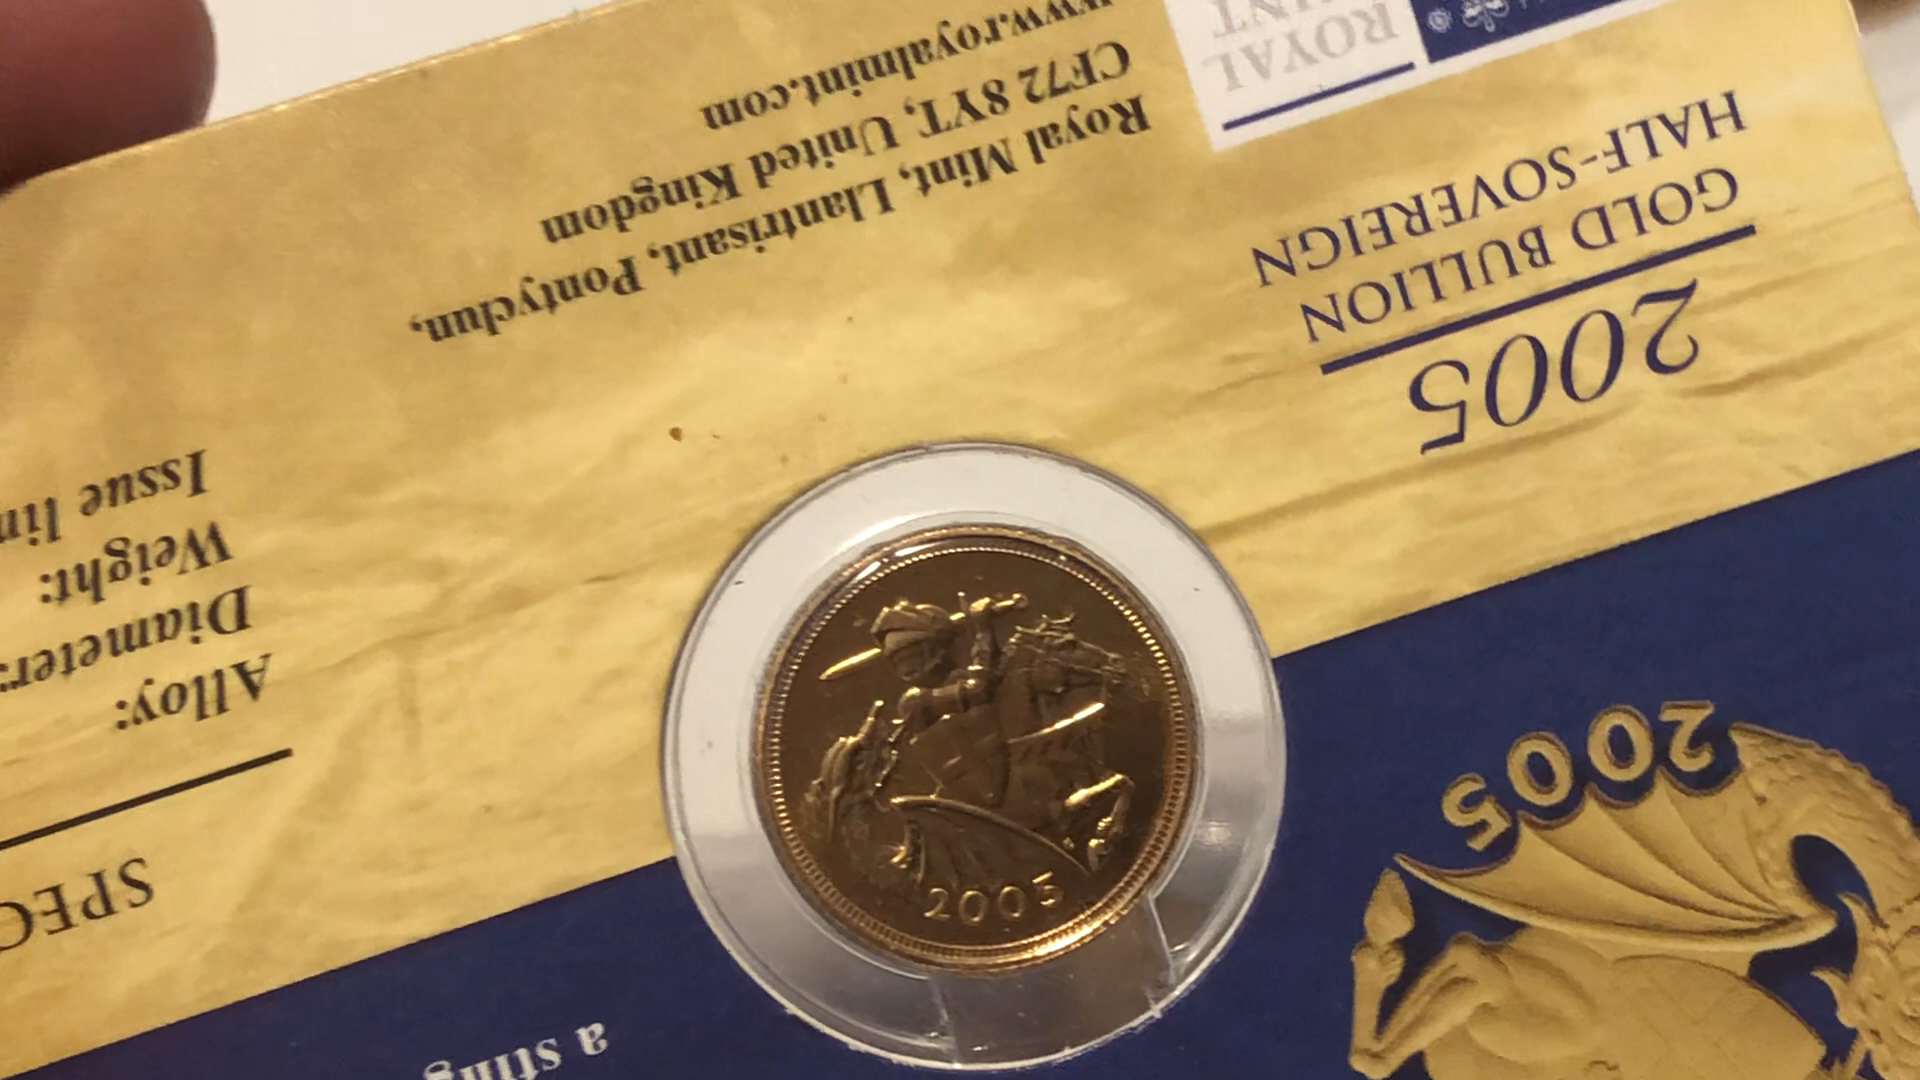 ROYAL
MINT
2005
GOLD BULLION
HALF-SOVEREIGN
Royal Mint, Llantrisant, Pontyclun,
CF72 8YT, United Kingdom
www.royalmint.com
Alloy:
Diameter:
Weight:
Issue
2005
2005
a